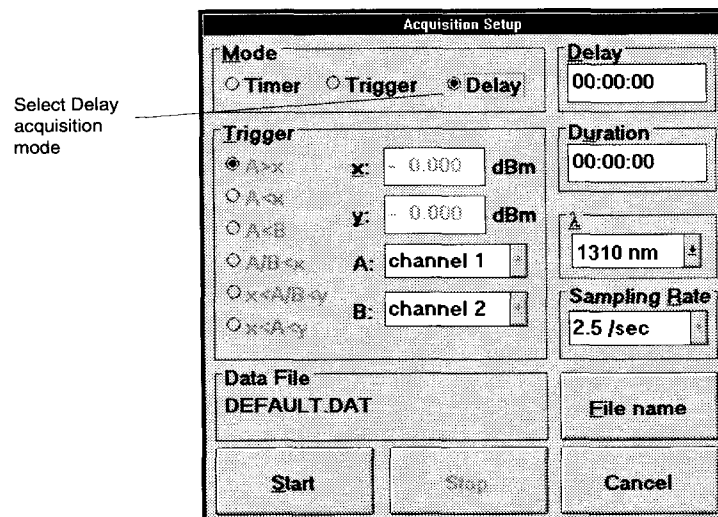 Acquisition Setup
Mode
Timer
Trigger
Delay
Delay
00:00:00
Select Delay
acquisition
mode
Trigger
A>x
A<x
A<B
A/B<x
x<A/B<y
x<A<y
x: - 0.000 dBm
y: - 0.000 dBm
A: channel 1
B: channel 2
Duration
00:00:00
λ
1310 nm
Sampling Rate
2.5 /sec
Data File
DEFAULT.DAT
File name
Start
Stop
Cancel